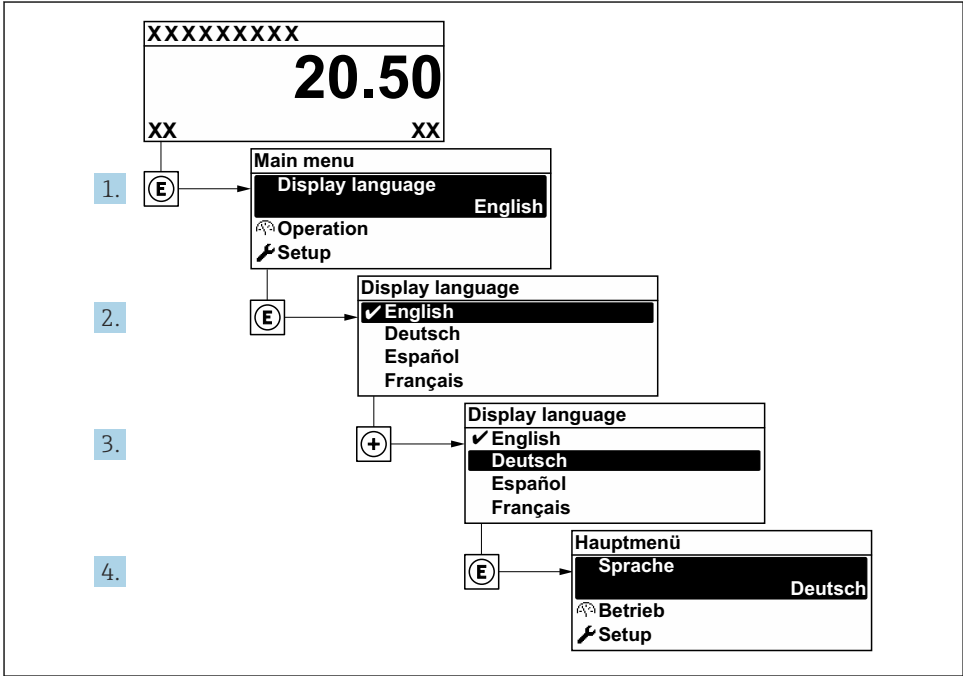 XXXXXXXXX
20.50
XX XX
1. E
Main menu
Display language
English
Operation
Setup
2. E
Display language
✔ English
Deutsch
Español
Français
3. +
Display language
✔ English
Deutsch
Español
Français
4. E
Hauptmenü
Sprache
Deutsch
Betrieb
Setup